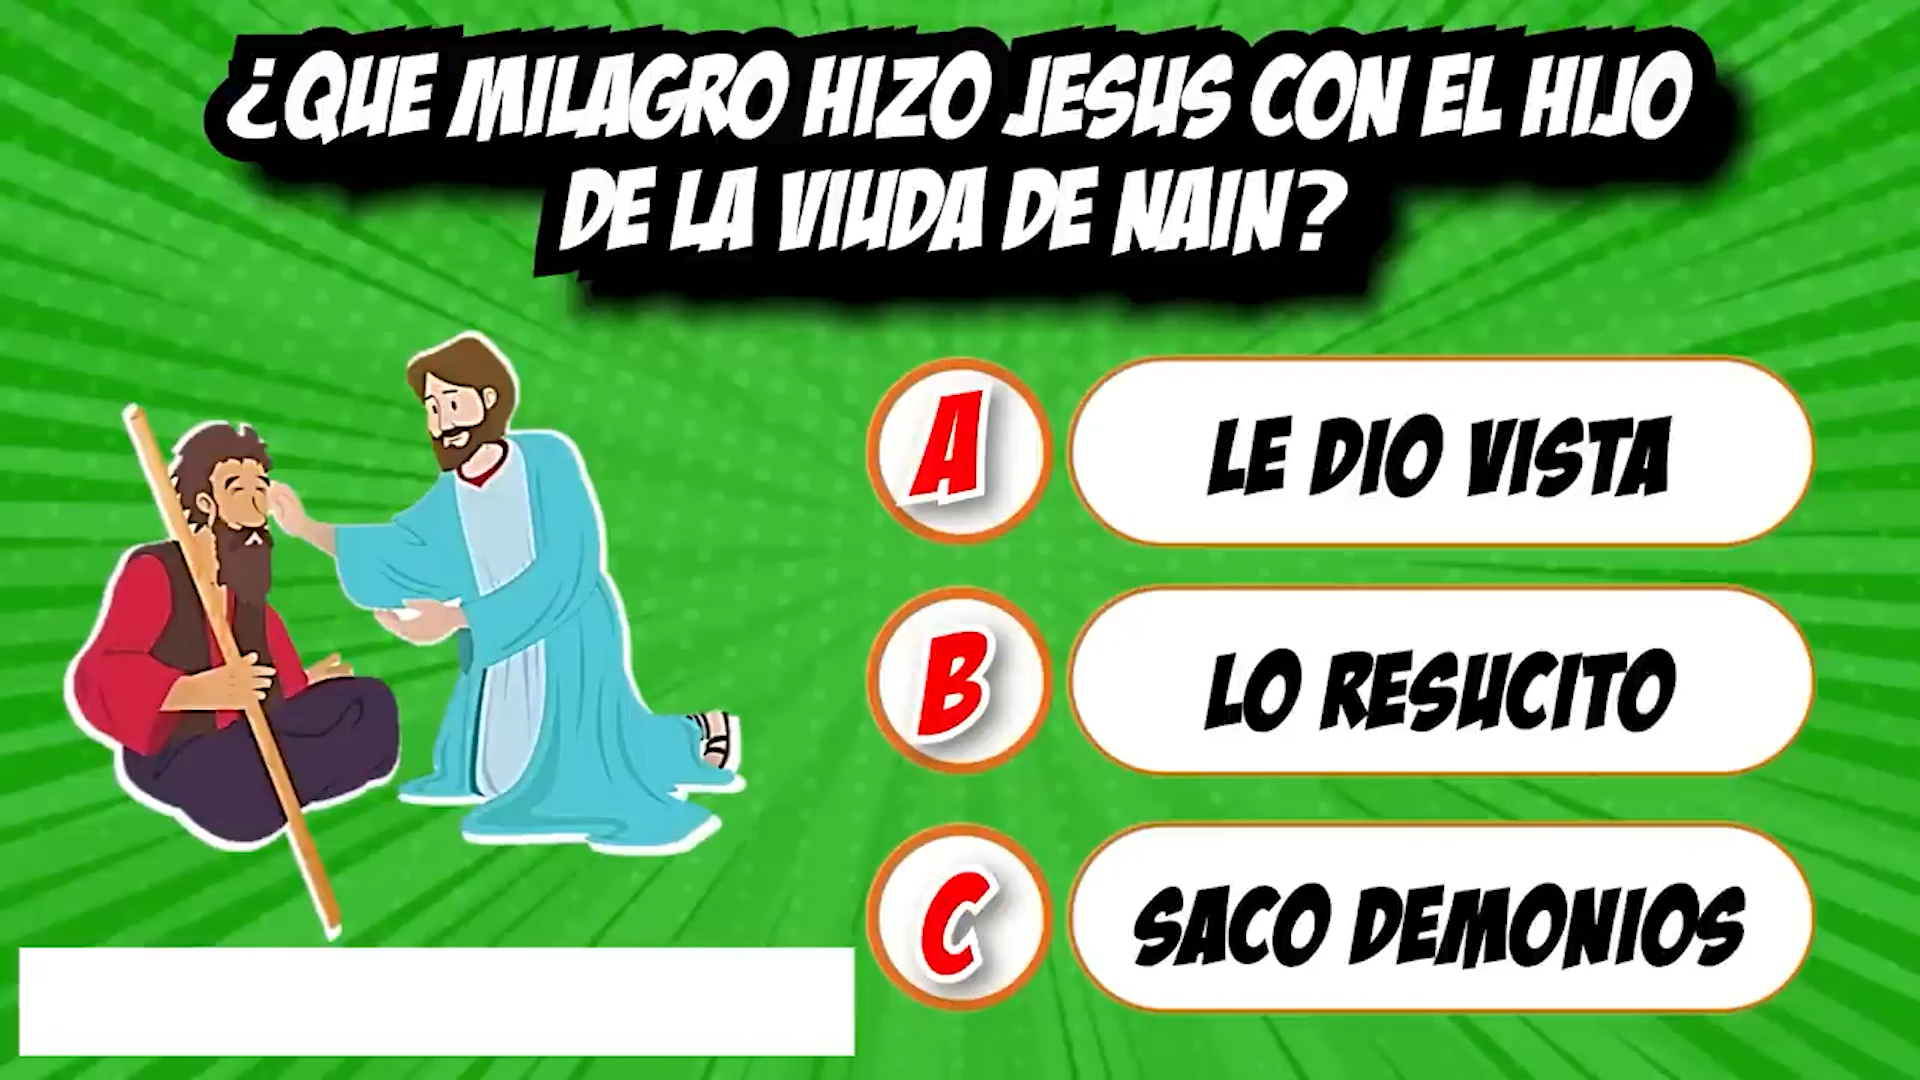 ¿QUE MILAGRO HIZO JESUS CON EL HIJO
DE LA VIUDA DE NAIN?
A LE DIO VISTA
B LO RESUCITO
C SACO DEMONIOS